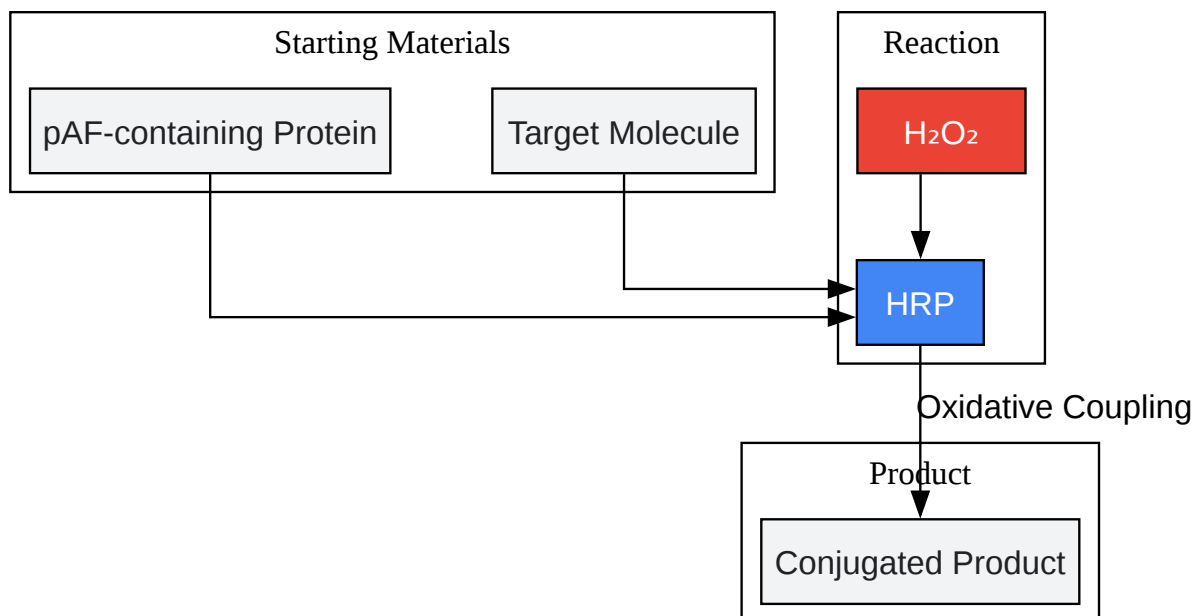 Starting Materials
Reaction
pAF-containing Protein
Target Molecule
H₂O₂
HRP
Oxidative Coupling
Product
Conjugated Product